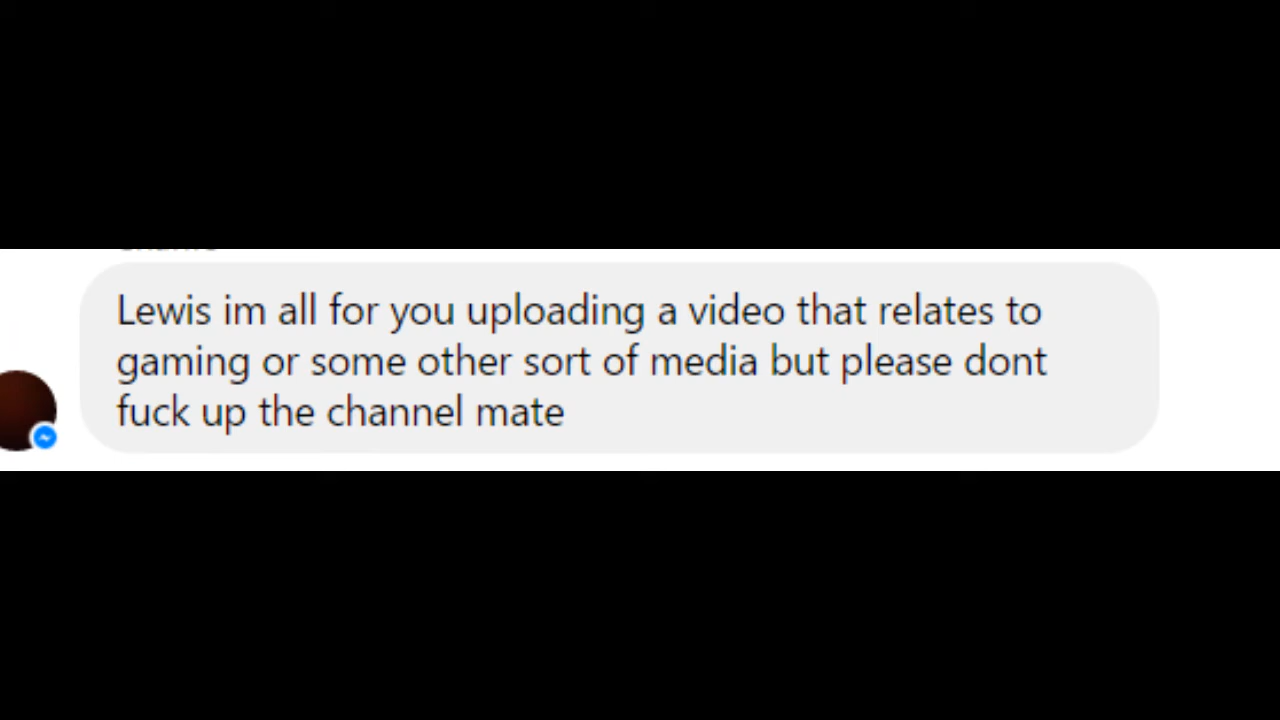 Lewis im all for you uploading a video that relates to
gaming or some other sort of media but please dont
fuck up the channel mate